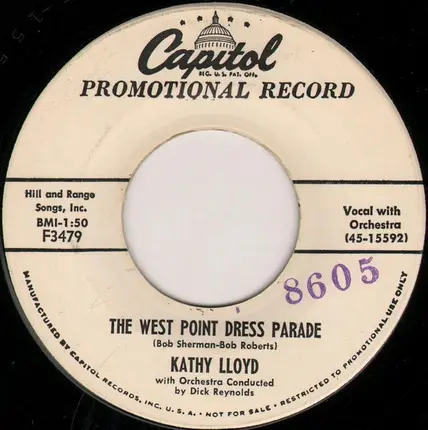 Capitol
REG. U.S. PAT. OFF.
PROMOTIONAL RECORD
Hill and Range
Songs, Inc.
BMI-1:50
F3479
Vocal with
Orchestra
(45-15592)
8605
THE WEST POINT DRESS PARADE
(Bob Sherman-Bob Roberts)
KATHY LLOYD
with Orchestra Conducted
by Dick Reynolds
MANUFACTURED BY CAPITOL RECORDS, INC. U.S.A. • NOT FOR SALE • RESTRICTED TO PROMOTIONAL USE ONLY